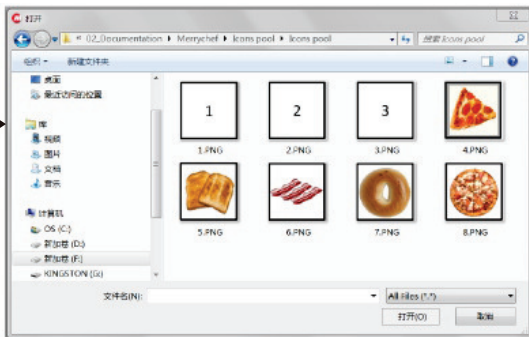 打开
« 02_Documentation ▸ Merrychef ▸ Icons pool ▸ Icons pool
搜索 Icons pool
组织 新建文件夹
桌面
最近访问的位置
库
视频
图片
文档
音乐
计算机
OS (C:)
新加卷 (D:)
新加卷 (F:)
KINGSTON (G:)
1
2
3
1.PNG
2.PNG
3.PNG
4.PNG
5.PNG
6.PNG
7.PNG
8.PNG
文件名(N):
All Files (*.*)
打开(O)
取消